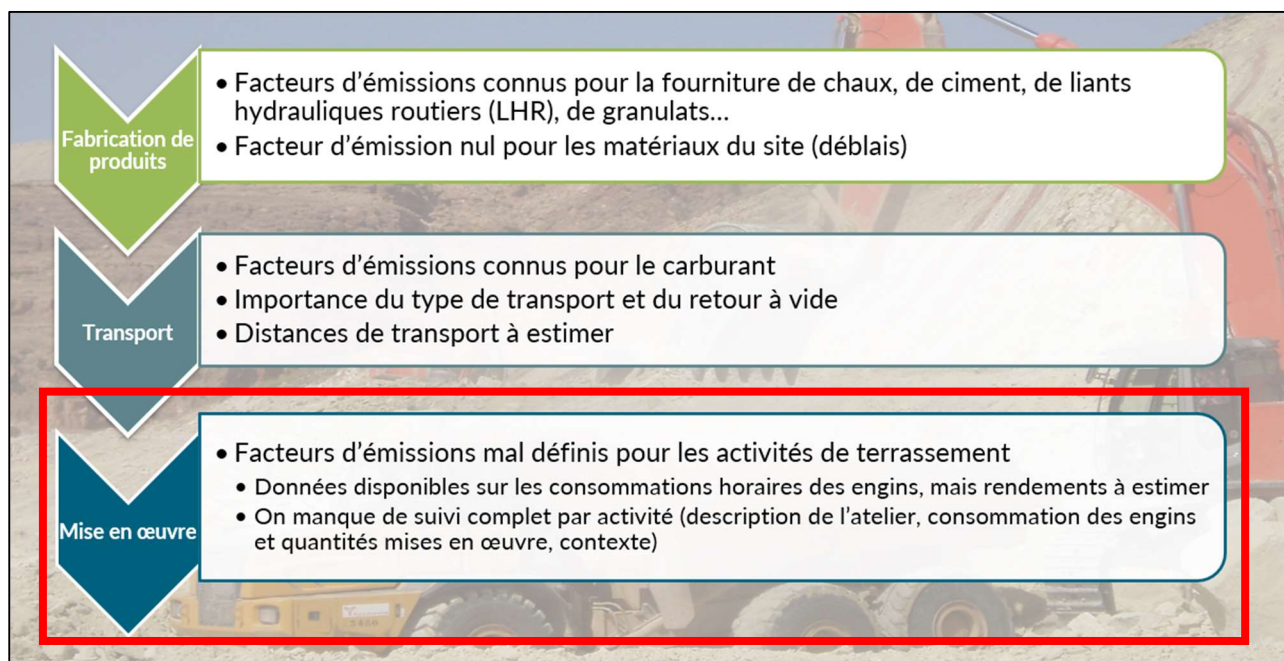 Fabrication de
produits
• Facteurs d’émissions connus pour la fourniture de chaux, de ciment, de liants
hydrauliques routiers (LHR), de granulats…
• Facteur d’émission nul pour les matériaux du site (déblais)
Transport
• Facteurs d’émissions connus pour le carburant
• Importance du type de transport et du retour à vide
• Distances de transport à estimer
Mise en œuvre
• Facteurs d’émissions mal définis pour les activités de terrassement
• Données disponibles sur les consommations horaires des engins, mais rendements à estimer
• On manque de suivi complet par activité (description de l’atelier, consommation des engins
et quantités mises en œuvre, contexte)